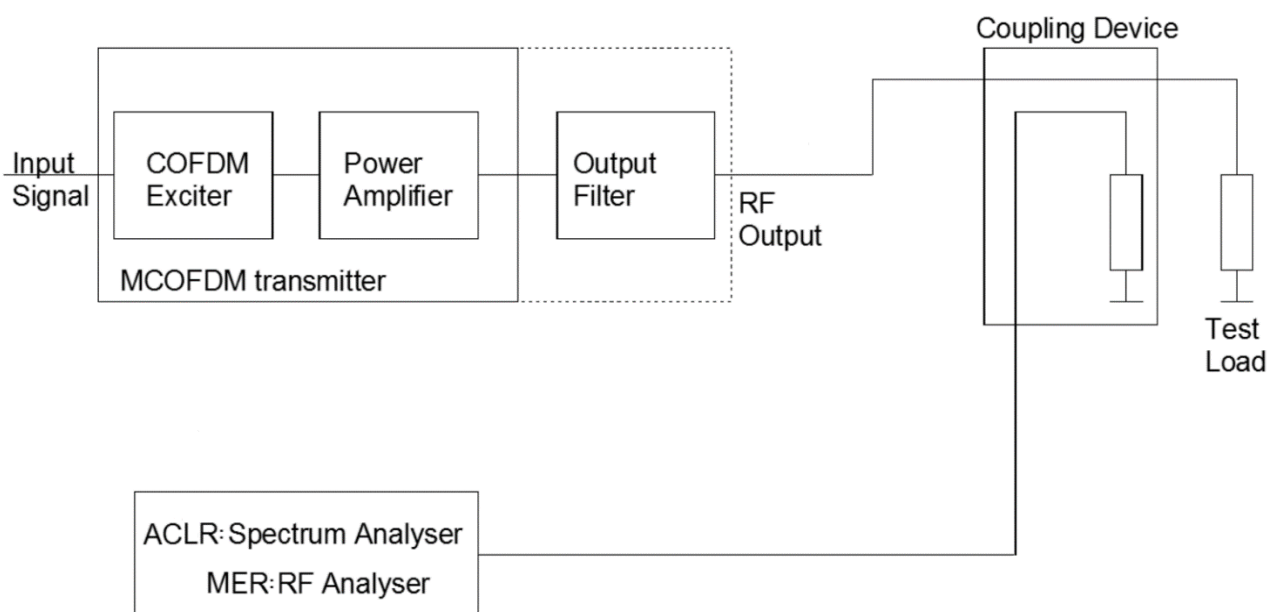 Coupling Device
Input
Signal
COFDM
Exciter
Power
Amplifier
Output
Filter
RF
Output
MCOFDM transmitter
Test
Load
ACLR:Spectrum Analyser
MER:RF Analyser